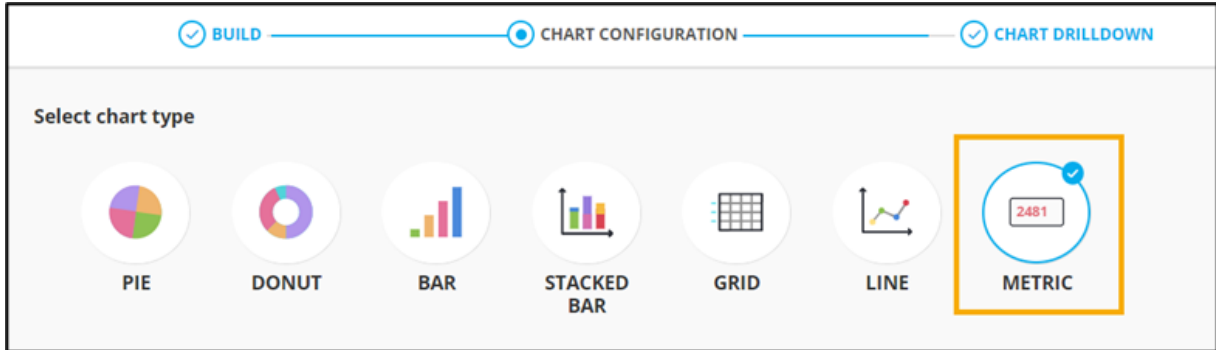 BUILD CHART CONFIGURATION CHART DRILLDOWN
Select chart type
2481
PIE DONUT BAR STACKED BAR GRID LINE METRIC